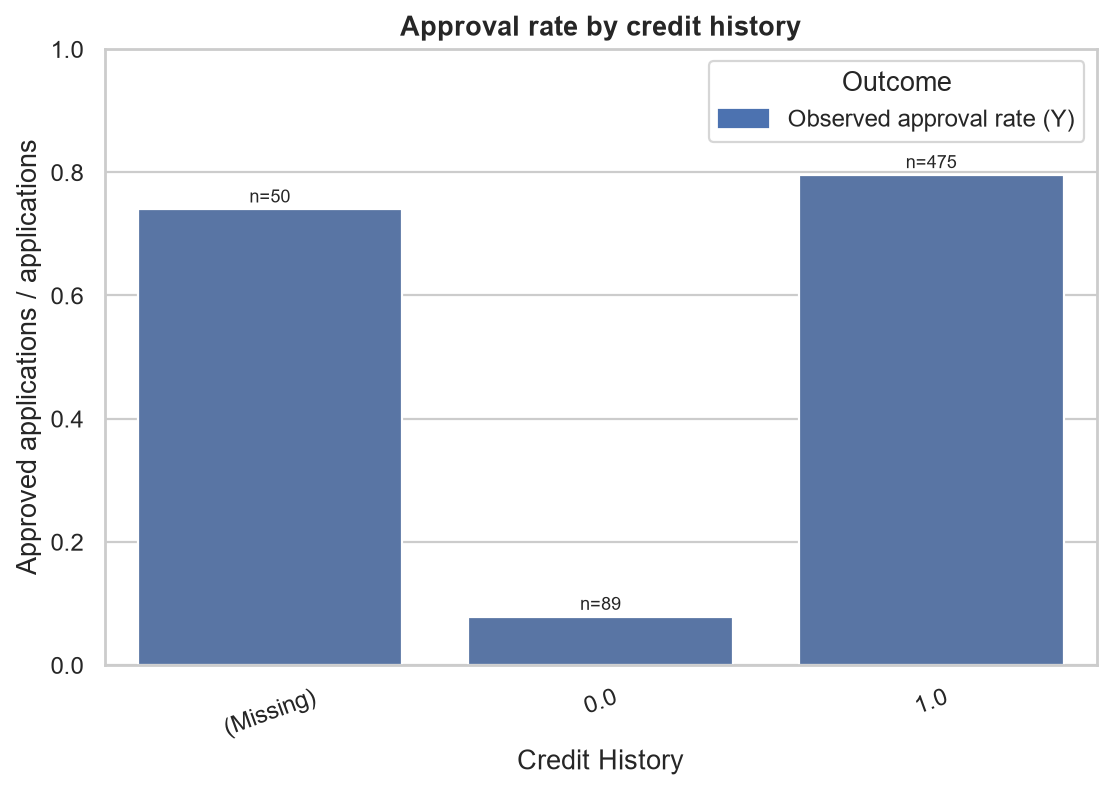 Approval rate by credit history
1.0
0.8
0.6
0.4
0.2
0.0
Approved applications / applications
Outcome
Observed approval rate (Y)
n=50
n=89
n=475
(Missing)
0.0
1.0
Credit History